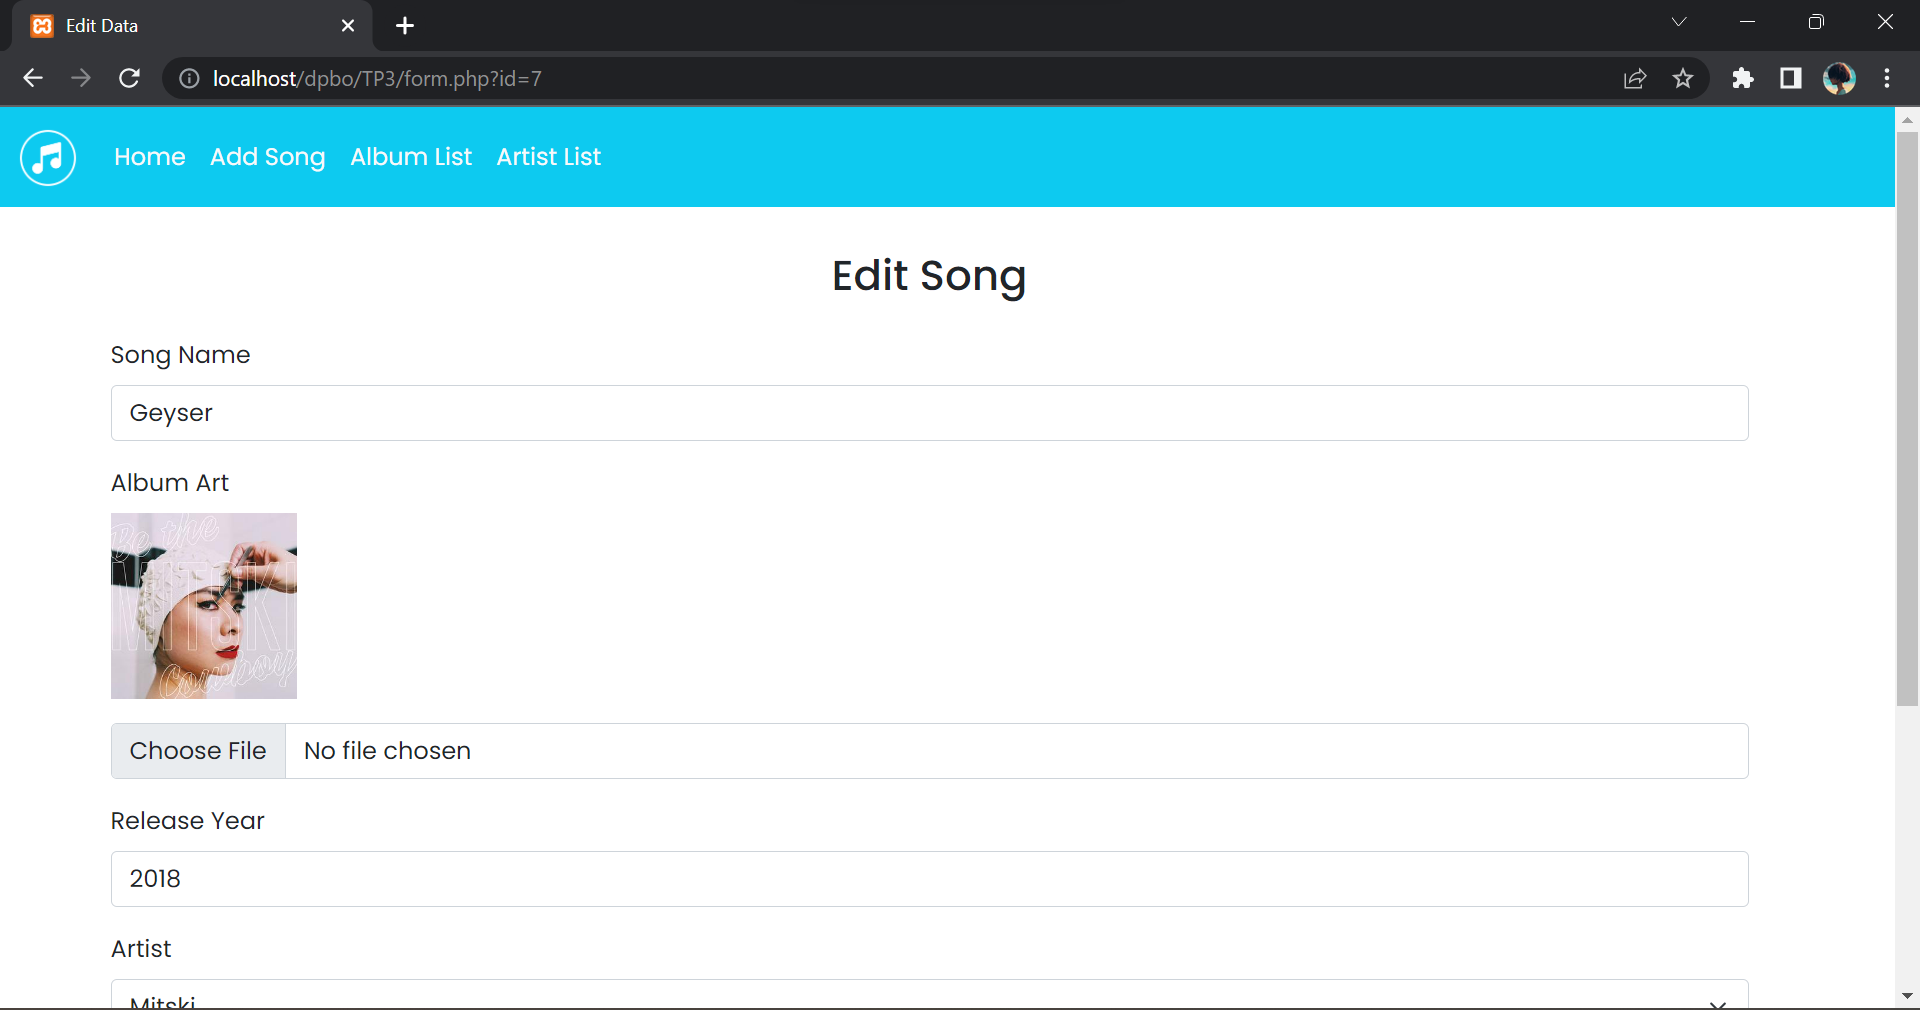 Edit Data
localhost/dpbo/TP3/form.php?id=7
Home Add Song Album List Artist List
Edit Song
Song Name
Geyser
Album Art
Be the
MITSKI
Cowboy
Choose File No file chosen
Release Year
2018
Artist
Mitski